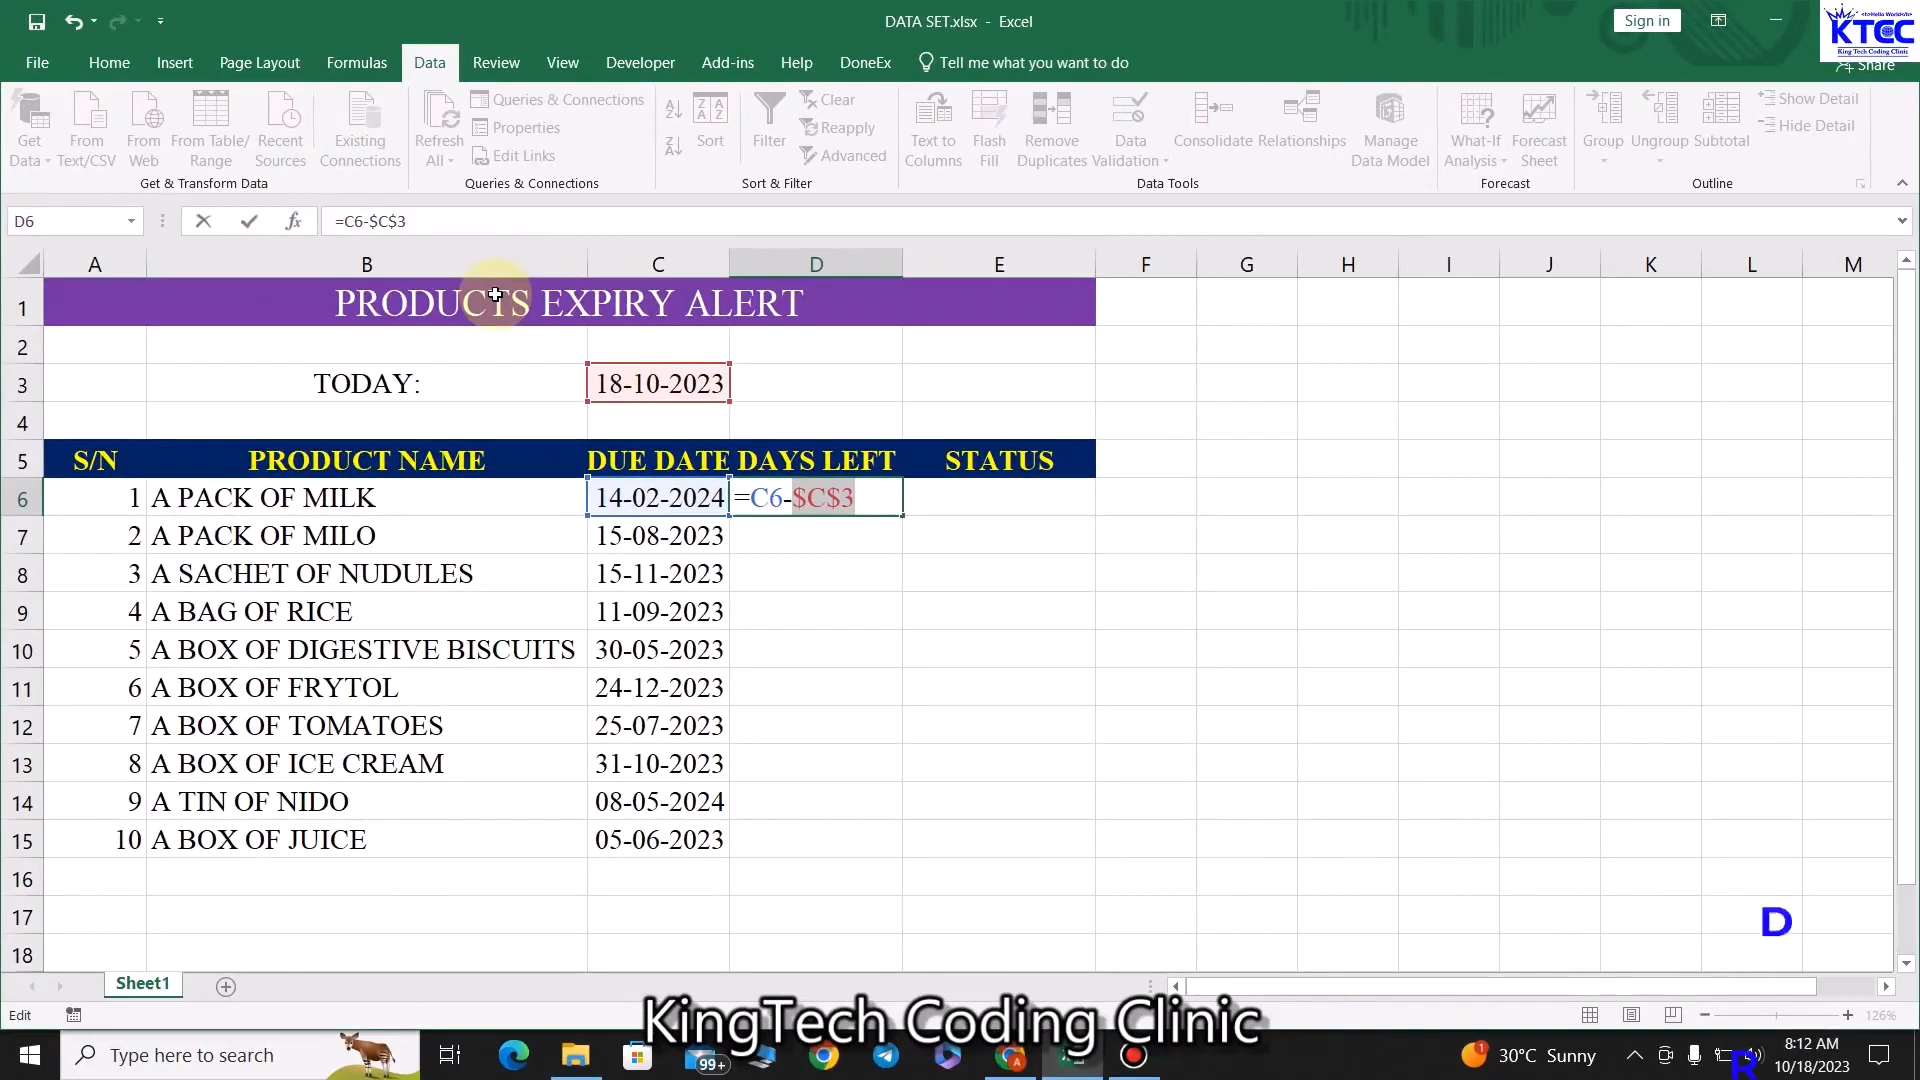 DATA SET.xlsx - Excel
Sign in
<\>Hello World</>
KTCC
King Tech Coding Clinic
File Home Insert Page Layout Formulas Data Review View Developer Add-ins Help DoneEx Tell me what you want to do
Share
Get Data
From Text/CSV
From Web
From Table/ Range
Recent Sources
Existing Connections
Get & Transform Data
Refresh All
Queries & Connections
Properties
Edit Links
Queries & Connections
Sort
Filter
Clear
Reapply
Advanced
Sort & Filter
Text to Columns
Flash Fill
Remove Duplicates
Data Validation
Consolidate
Relationships
Manage Data Model
Data Tools
What-If Analysis
Forecast Sheet
Forecast
Group
Ungroup
Subtotal
Show Detail
Hide Detail
Outline
D6 fx =C6-$C$3
A B C D E F G H I J K L M
1 PRODUCTS EXPIRY ALERT
2
3 TODAY: 18-10-2023
4
5 S/N PRODUCT NAME DUE DATE DAYS LEFT STATUS
6 1 A PACK OF MILK 14-02-2024 =C6-$C$3
7 2 A PACK OF MILO 15-08-2023
8 3 A SACHET OF NUDULES 15-11-2023
9 4 A BAG OF RICE 11-09-2023
10 5 A BOX OF DIGESTIVE BISCUITS 30-05-2023
11 6 A BOX OF FRYTOL 24-12-2023
12 7 A BOX OF TOMATOES 25-07-2023
13 8 A BOX OF ICE CREAM 31-10-2023
14 9 A TIN OF NIDO 08-05-2024
15 10 A BOX OF JUICE 05-06-2023
16
17
D
18
Sheet1
Edit
126%
KingTech Coding Clinic
Type here to search
99+
1
30°C Sunny
R
8:12 AM
10/18/2023